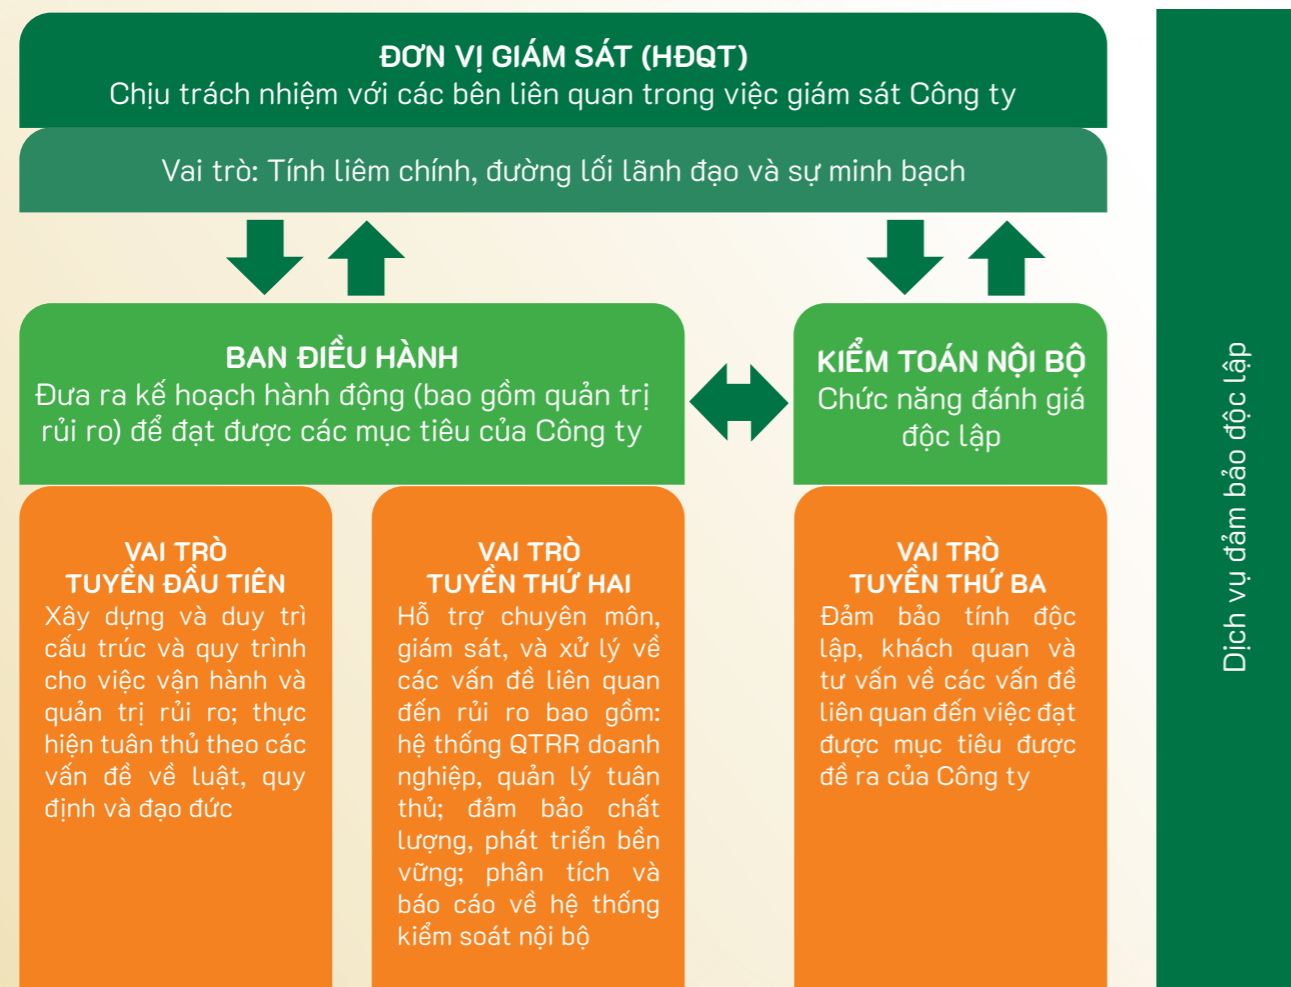 ĐƠN VỊ GIÁM SÁT (HĐQT)
Chịu trách nhiệm với các bên liên quan trong việc giám sát Công ty
Vai trò: Tính liêm chính, đường lối lãnh đạo và sự minh bạch
BAN ĐIỀU HÀNH
Đưa ra kế hoạch hành động (bao gồm quản trị
rủi ro) để đạt được các mục tiêu của Công ty
KIỂM TOÁN NỘI BỘ
Chức năng đánh giá
độc lập
VAI TRÒ
TUYẾN ĐẦU TIÊN
Xây dựng và duy trì
cấu trúc và quy trình
cho việc vận hành và
quản trị rủi ro; thực
hiện tuân thủ theo các
vấn đề về luật, quy
định và đạo đức
VAI TRÒ
TUYẾN THỨ HAI
Hỗ trợ chuyên môn,
giám sát, và xử lý về
các vấn đề liên quan
đến rủi ro bao gồm:
hệ thống QTRR doanh
nghiệp, quản lý tuân
thủ; đảm bảo chất
lượng, phát triển bền
vững; phân tích và
báo cáo về hệ thống
kiểm soát nội bộ
VAI TRÒ
TUYẾN THỨ BA
Đảm bảo tính độc
lập, khách quan và
tư vấn về các vấn đề
liên quan đến việc đạt
được mục tiêu được
đề ra của Công ty
Dịch vụ đảm bảo độc lập